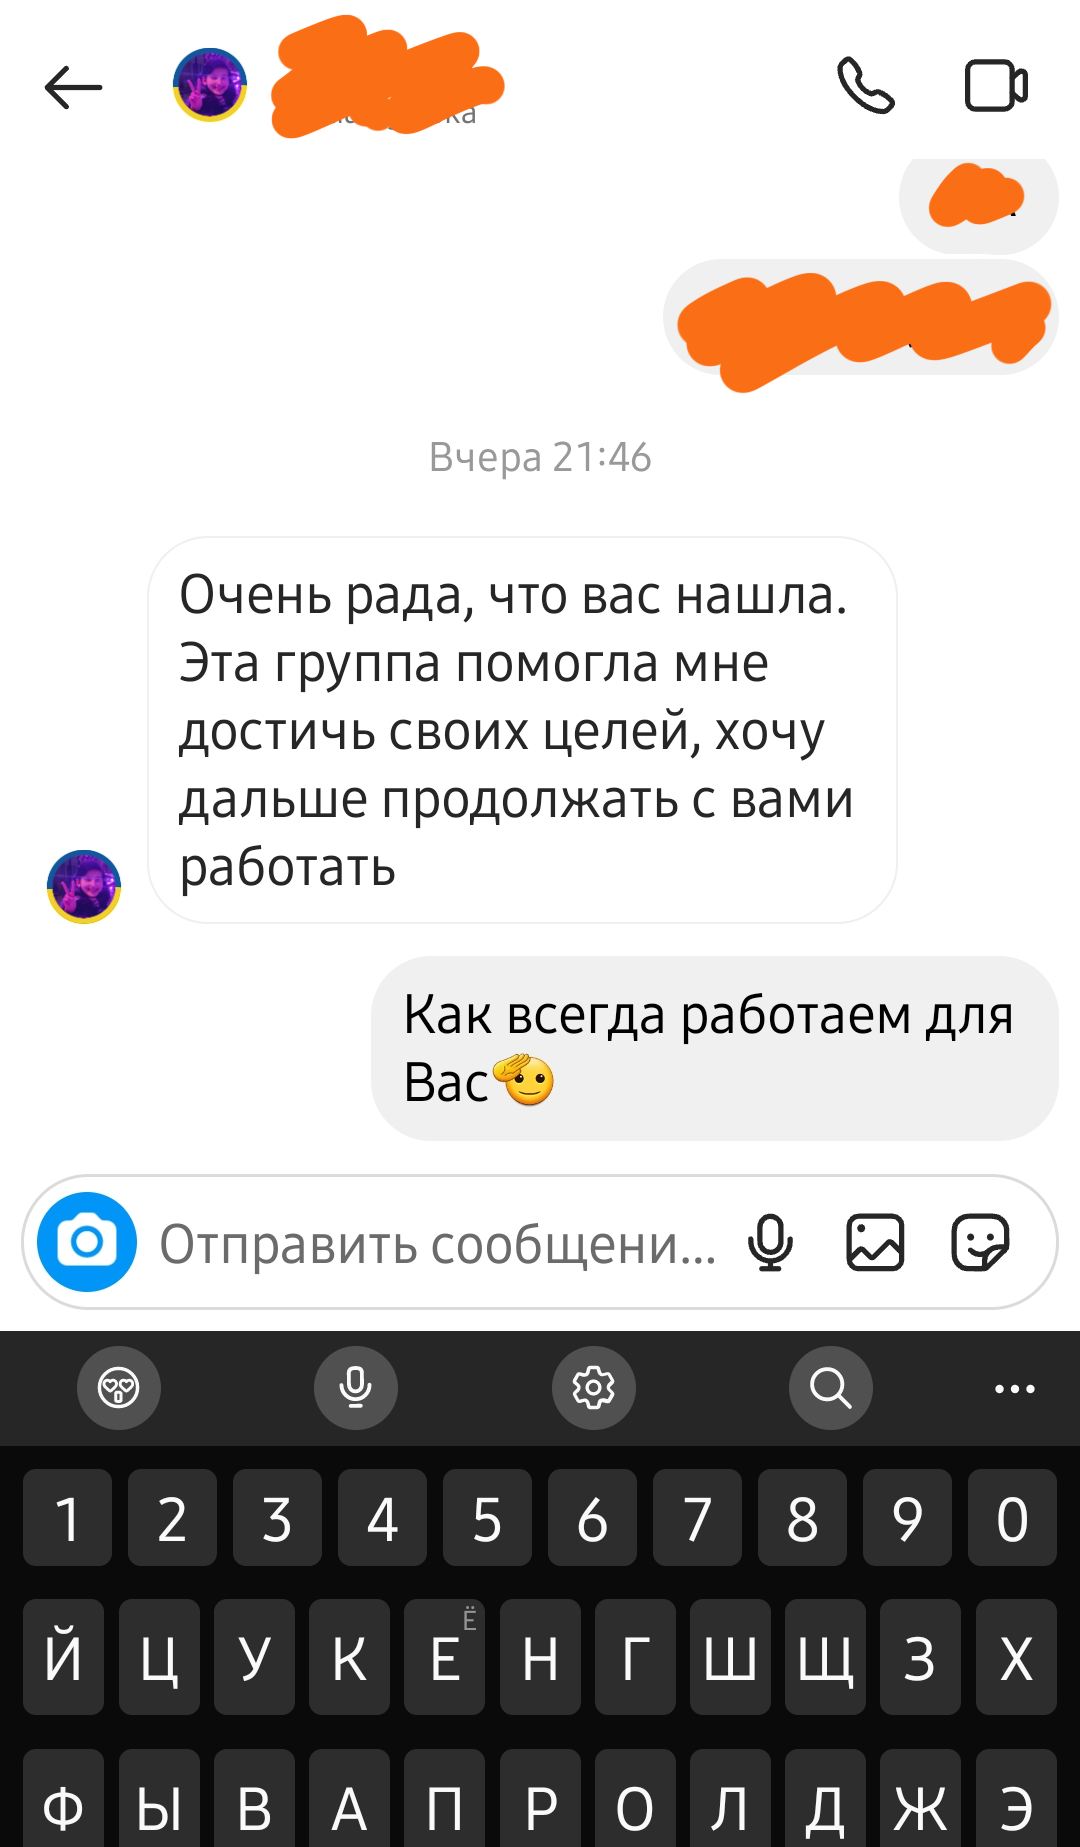 Вчера 21:46
Очень рада, что вас нашла.
Эта группа помогла мне
достичь своих целей, хочу
дальше продолжать с вами
работать
Как всегда работаем для
Вас🫡
Отправить сообщени...
1 2 3 4 5 6 7 8 9 0
Й Ц У К Е Ё Н Г Ш Щ З Х
Ф Ы В А П Р О Л Д Ж Э